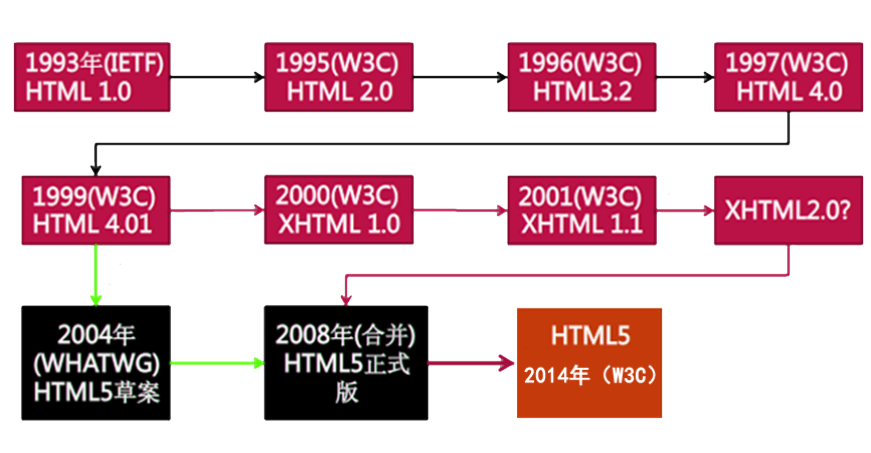 1993年(IETF)
HTML 1.0
1995(W3C)
HTML 2.0
1996(W3C)
HTML3.2
1997(W3C)
HTML 4.0
1999(W3C)
HTML 4.01
2000(W3C)
XHTML 1.0
2001(W3C)
XHTML 1.1
XHTML2.0?
2004年
(WHATWG)
HTML5草案
2008年(合并)
HTML5正式
版
HTML5
2014年（W3C）